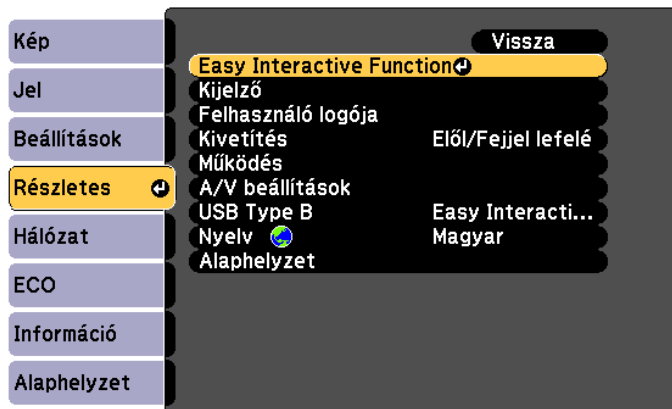 Kép
Jel
Beállítások
Részletes
Hálózat
ECO
Információ
Alaphelyzet
Vissza
Easy Interactive Function
Kijelző
Felhasználó logója
Kivetítés Elől/Fejjel lefelé
Működés
A/V beállítások
USB Type B Easy Interacti...
Nyelv Magyar
Alaphelyzet